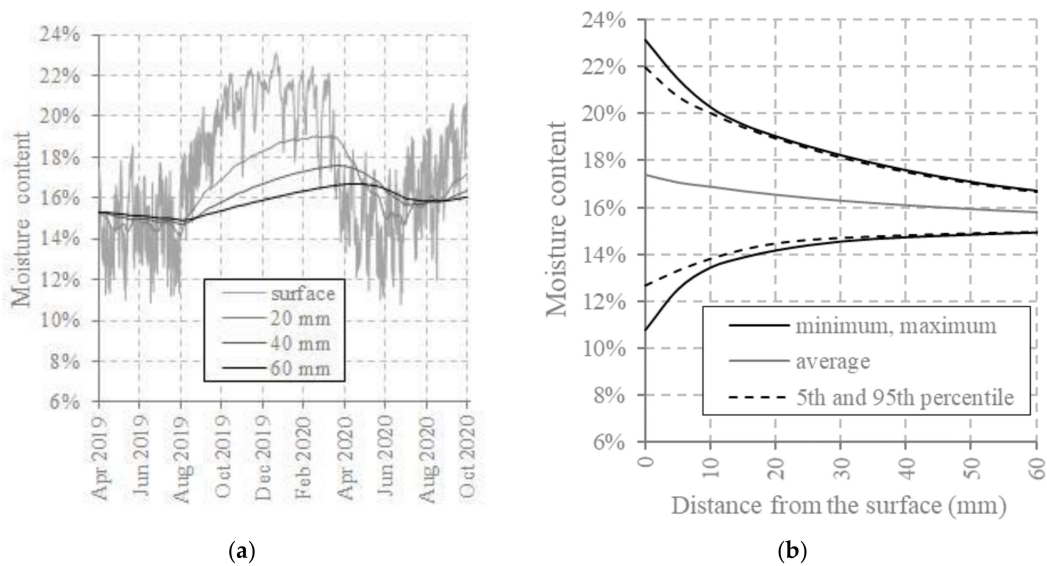 24%
22%
20%
18%
16%
14%
12%
10%
8%
6%
Moisture content
surface
20 mm
40 mm
60 mm
Apr 2019
Jun 2019
Aug 2019
Oct 2019
Dec 2019
Feb 2020
Apr 2020
Jun 2020
Aug 2020
Oct 2020
(a)
24%
22%
20%
18%
16%
14%
12%
10%
8%
6%
Moisture content
minimum, maximum
average
5th and 95th percentile
0
10
20
30
40
50
60
Distance from the surface (mm)
(b)